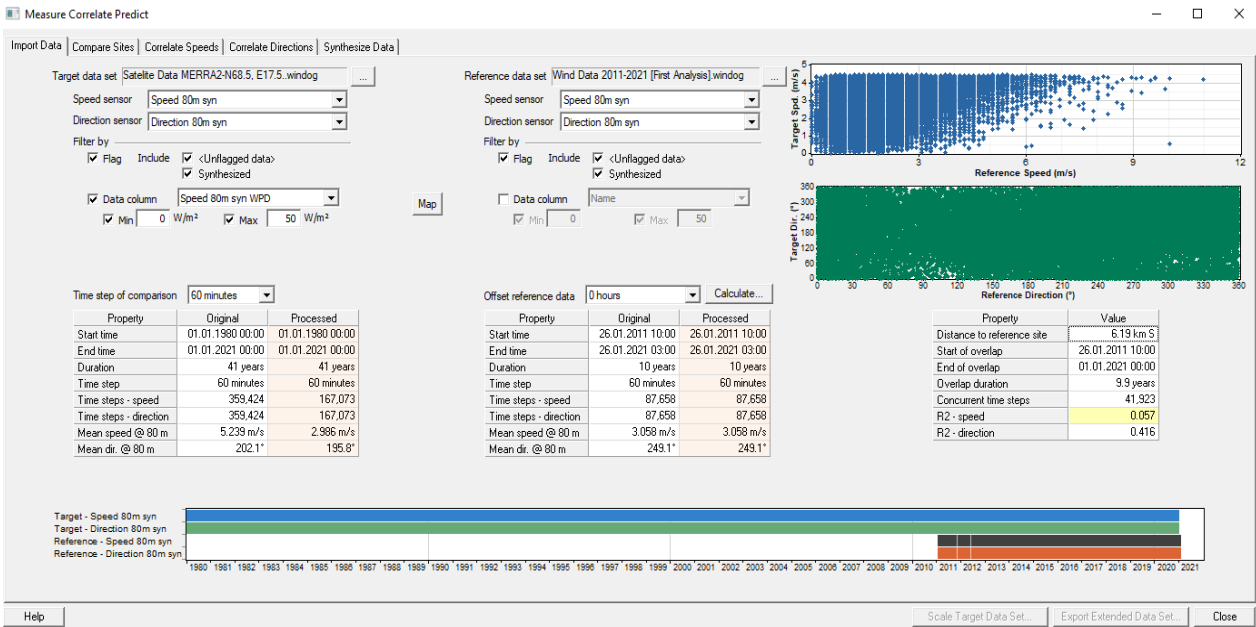 Measure Correlate Predict
Import Data Compare Sites Correlate Speeds Correlate Directions Synthesize Data
Target data set Satelite Data MERRA2-N68.5, E17.5..windog ...
Speed sensor Speed 80m syn
Direction sensor Direction 80m syn
Filter by
Flag Include <Unflagged data>
Synthesized
Data column Speed 80m syn WPD
Min 0 W/m² Max 50 W/m²
Time step of comparison 60 minutes
Map
Reference data set Wind Data 2011-2021 [First Analysis].windog ...
Speed sensor Speed 80m syn
Direction sensor Direction 80m syn
Filter by
Flag Include <Unflagged data>
Synthesized
Data column Name
Min 0 Max 50
Offset reference data 0 hours Calculate...
Target Spd. (m/s)
5
4
3
2
1
0
0 3 6 9 12
Reference Speed (m/s)
Target Dir. (°)
360
300
240
180
120
60
0
0 30 60 90 120 150 180 210 240 270 300 330 360
Reference Direction (°)
Property Original Processed
Start time 01.01.1980 00:00 01.01.1980 00:00
End time 01.01.2021 00:00 01.01.2021 00:00
Duration 41 years 41 years
Time step 60 minutes 60 minutes
Time steps - speed 359,424 167,073
Time steps - direction 359,424 167,073
Mean speed @ 80 m 5.239 m/s 2.986 m/s
Mean dir. @ 80 m 202.1° 195.8°
Property Original Processed
Start time 26.01.2011 10:00 26.01.2011 10:00
End time 26.01.2021 03:00 26.01.2021 03:00
Duration 10 years 10 years
Time step 60 minutes 60 minutes
Time steps - speed 87,658 87,658
Time steps - direction 87,658 87,658
Mean speed @ 80 m 3.058 m/s 3.058 m/s
Mean dir. @ 80 m 249.1° 249.1°
Property Value
Distance to reference site 6.19 km S
Start of overlap 26.01.2011 10:00
End of overlap 01.01.2021 00:00
Overlap duration 9.9 years
Concurrent time steps 41,923
R2 - speed 0.057
R2 - direction 0.416
Target - Speed 80m syn
Target - Direction 80m syn
Reference - Speed 80m syn
Reference - Direction 80m syn
1980 1981 1982 1983 1984 1985 1986 1987 1988 1989 1990 1991 1992 1993 1994 1995 1996 1997 1998 1999 2000 2001 2002 2003 2004 2005 2006 2007 2008 2009 2010 2011 2012 2013 2014 2015 2016 2017 2018 2019 2020 2021
Help Scale Target Data Set... Export Extended Data Set... Close